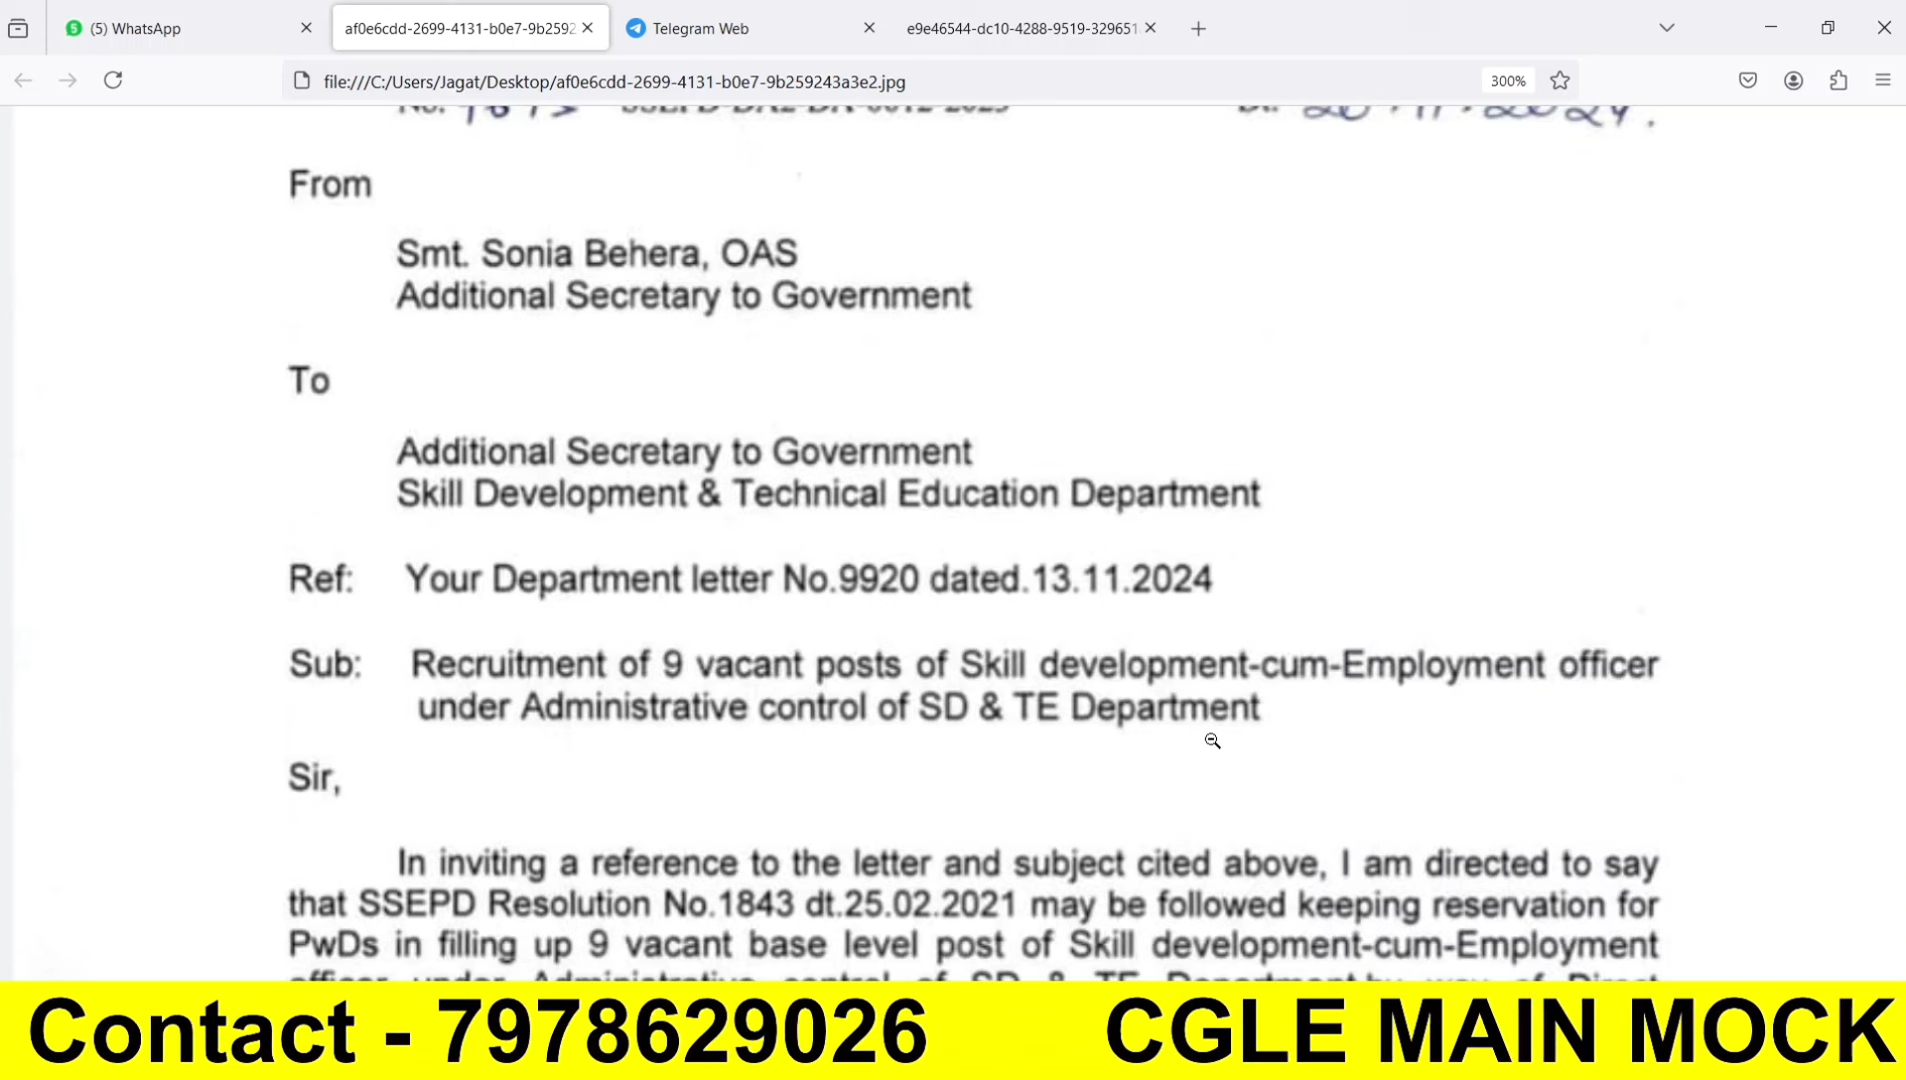 (5) WhatsApp
af0e6cdd-2699-4131-b0e7-9b2592
Telegram Web
e9e46544-dc10-4288-9519-329651
file:///C:/Users/Jagat/Desktop/af0e6cdd-2699-4131-b0e7-9b259243a3e2.jpg
300%
From
Smt. Sonia Behera, OAS
Additional Secretary to Government
To
Additional Secretary to Government
Skill Development & Technical Education Department
Ref: Your Department letter No.9920 dated.13.11.2024
Sub: Recruitment of 9 vacant posts of Skill development-cum-Employment officer
under Administrative control of SD & TE Department
Sir,
In inviting a reference to the letter and subject cited above, I am directed to say
that SSEPD Resolution No.1843 dt.25.02.2021 may be followed keeping reservation for
PwDs in filling up 9 vacant base level post of Skill development-cum-Employment
Contact - 7978629026 CGLE MAIN MOCK